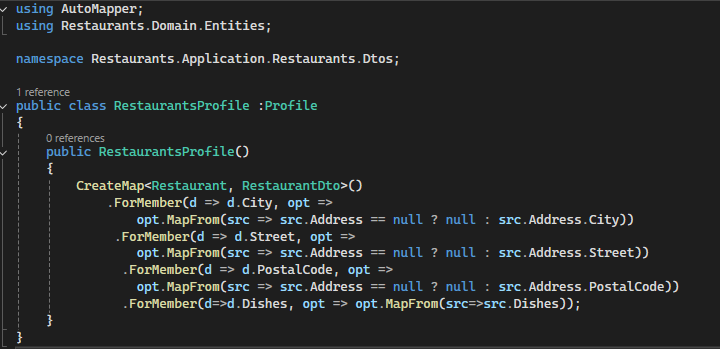 using AutoMapper;
using Restaurants.Domain.Entities;
namespace Restaurants.Application.Restaurants.Dtos;
1 reference
public class RestaurantsProfile :Profile
{
0 references
public RestaurantsProfile()
{
CreateMap<Restaurant, RestaurantDto>()
.ForMember(d => d.City, opt =>
opt.MapFrom(src => src.Address == null ? null : src.Address.City))
.ForMember(d => d.Street, opt =>
opt.MapFrom(src => src.Address == null ? null : src.Address.Street))
.ForMember(d => d.PostalCode, opt =>
opt.MapFrom(src => src.Address == null ? null : src.Address.PostalCode))
.ForMember(d=>d.Dishes, opt => opt.MapFrom(src=>src.Dishes));
}
}